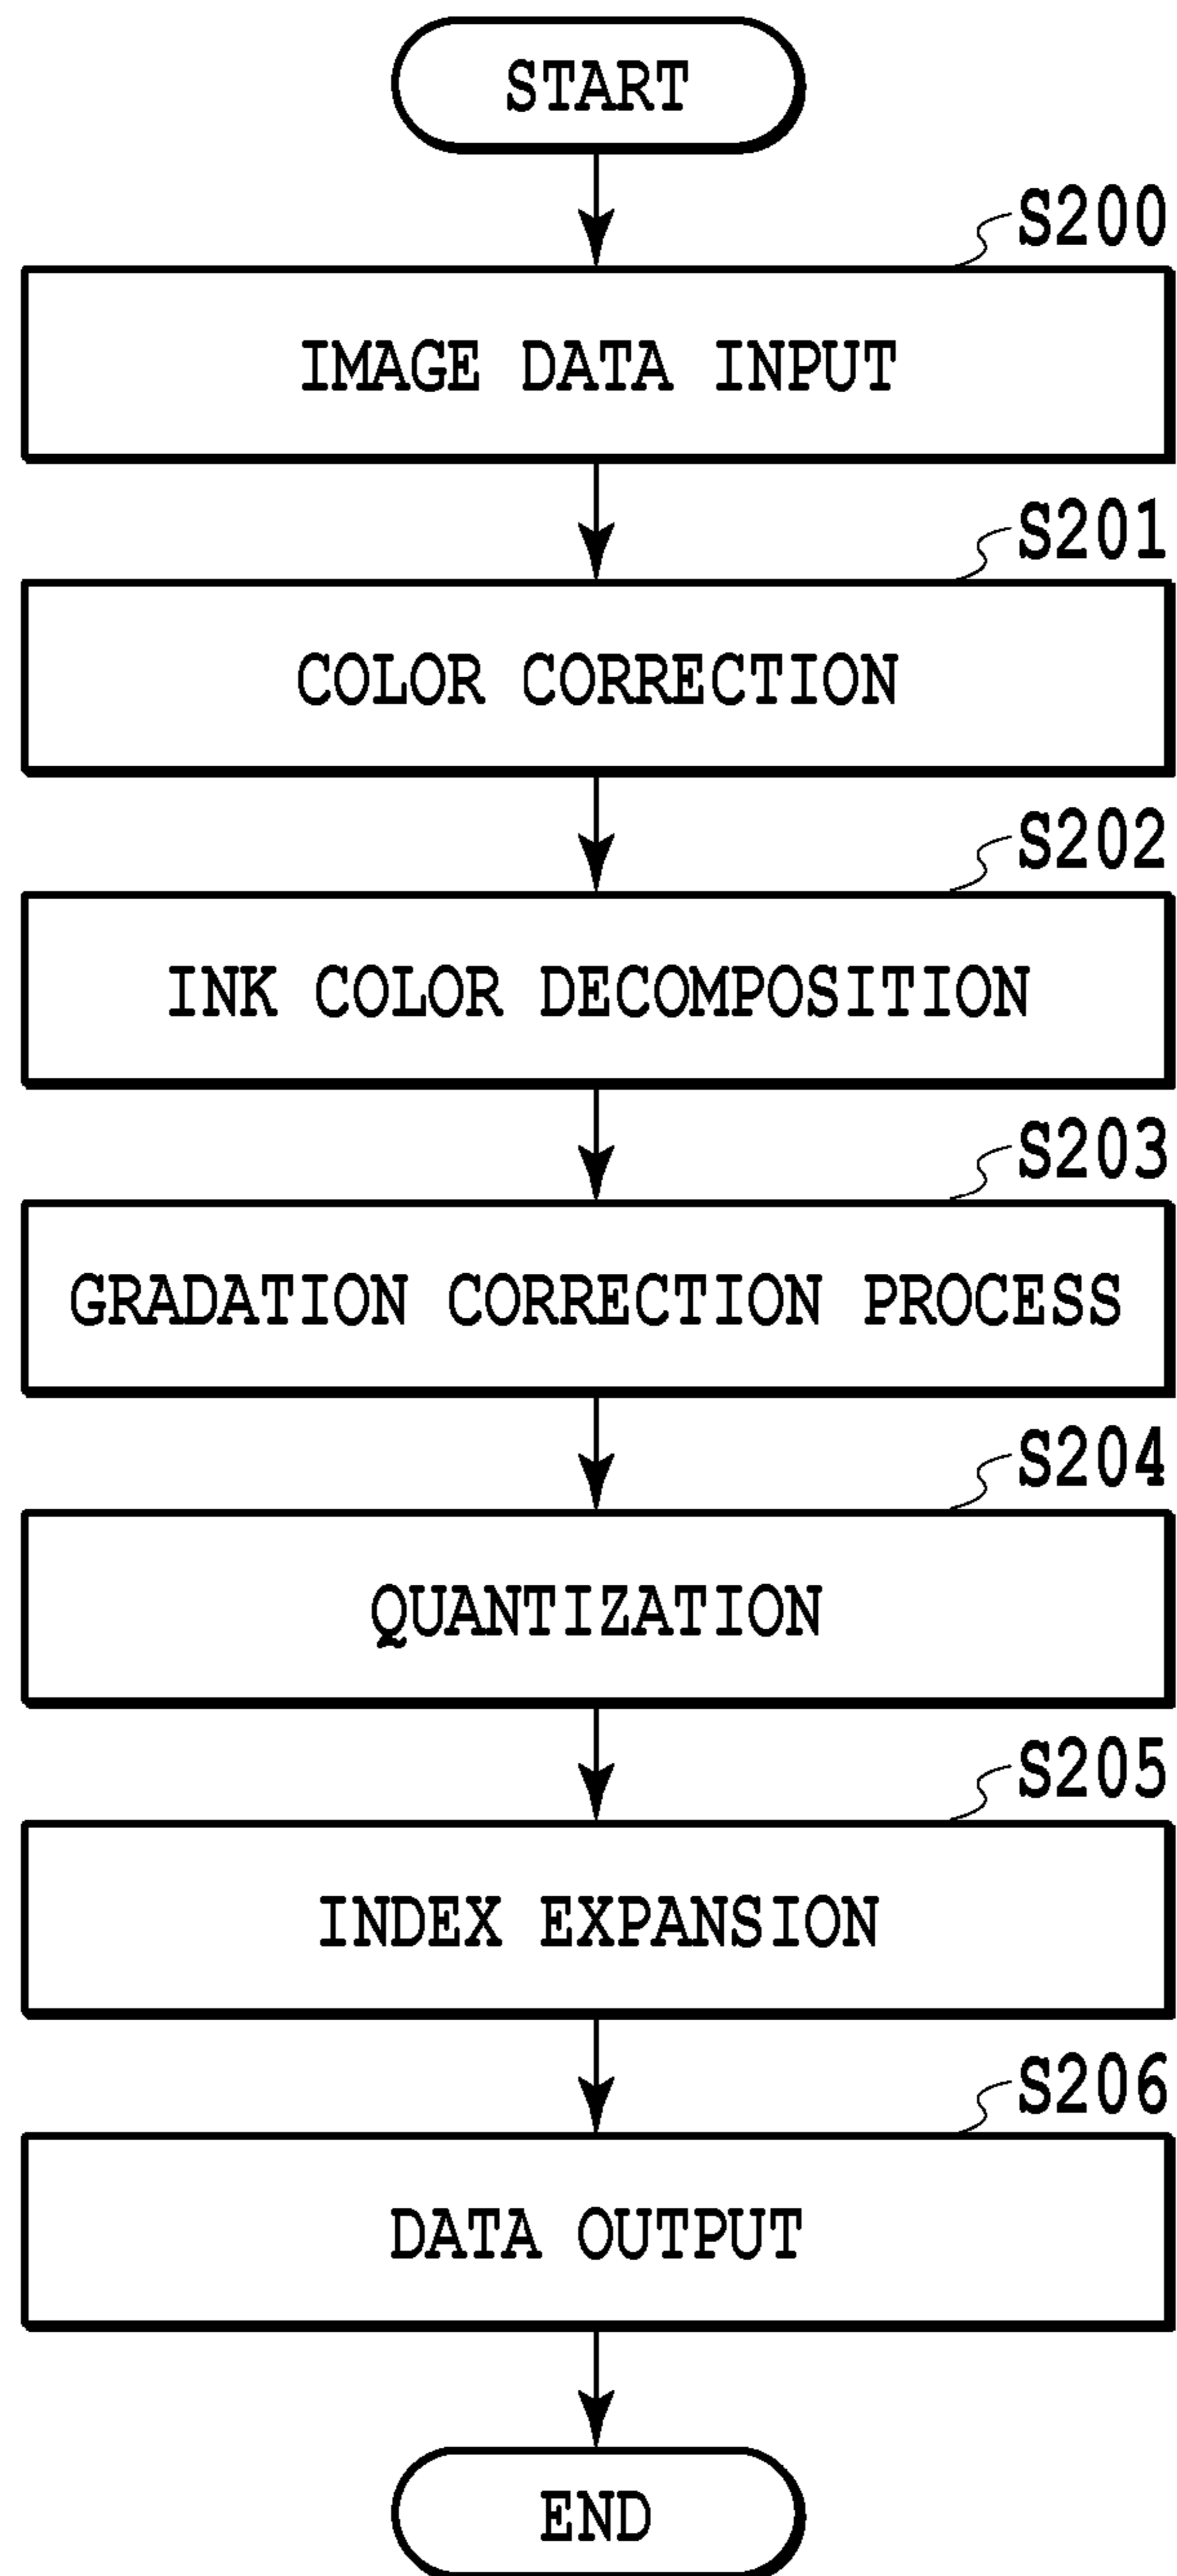 START
S200
IMAGE DATA INPUT
S201
COLOR CORRECTION
S202
INK COLOR DECOMPOSITION
S203
GRADATION CORRECTION PROCESS
S204
QUANTIZATION
S205
INDEX EXPANSION
S206
DATA OUTPUT
END